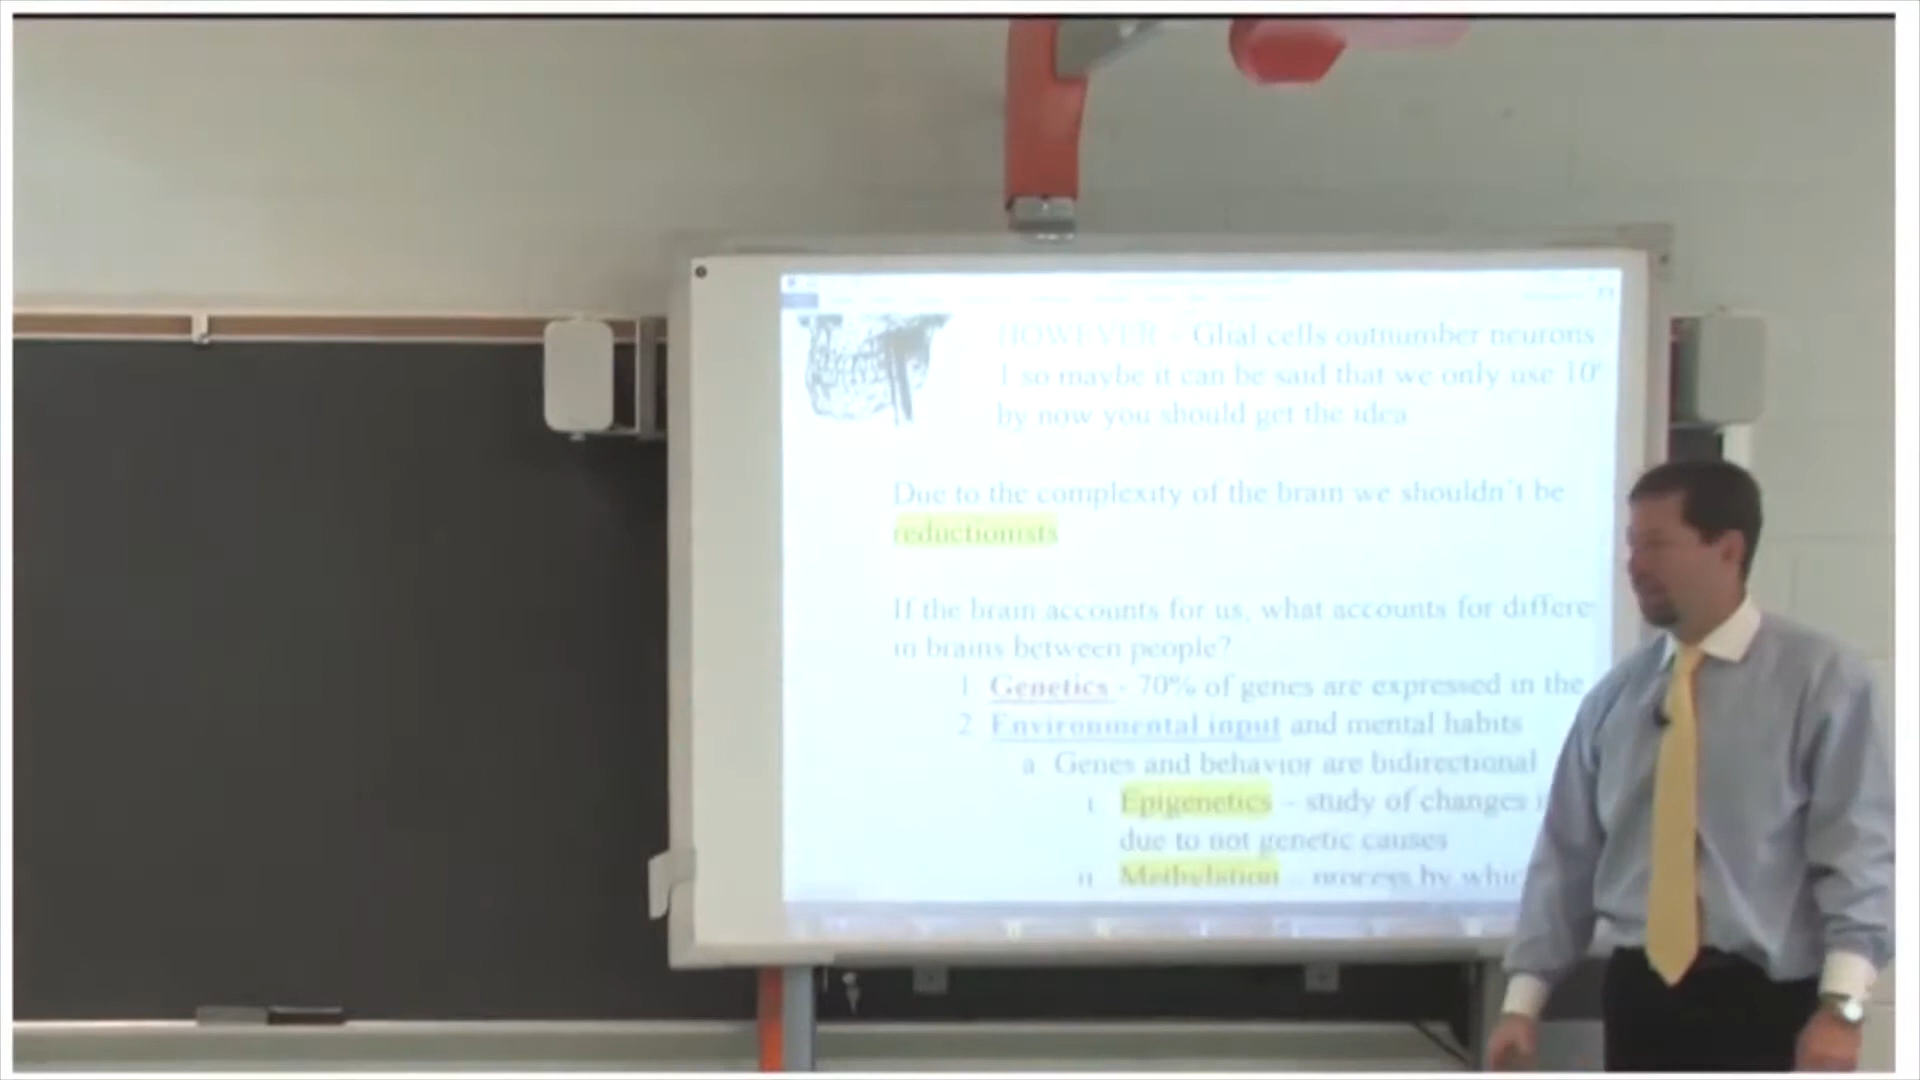 HOWEVER - Glial cells outnumber neurons
1 so maybe it can be said that we only use 10
by now you should get the idea
Due to the complexity of the brain we shouldn't be
reductionists
If the brain accounts for us, what accounts for differe
in brains between people?
1 Genetics - 70% of genes are expressed in the
2 Environmental input and mental habits
a Genes and behavior are bidirectional
i. Epigenetics - study of changes i
due to not genetic causes
ii Methylation - process by whic